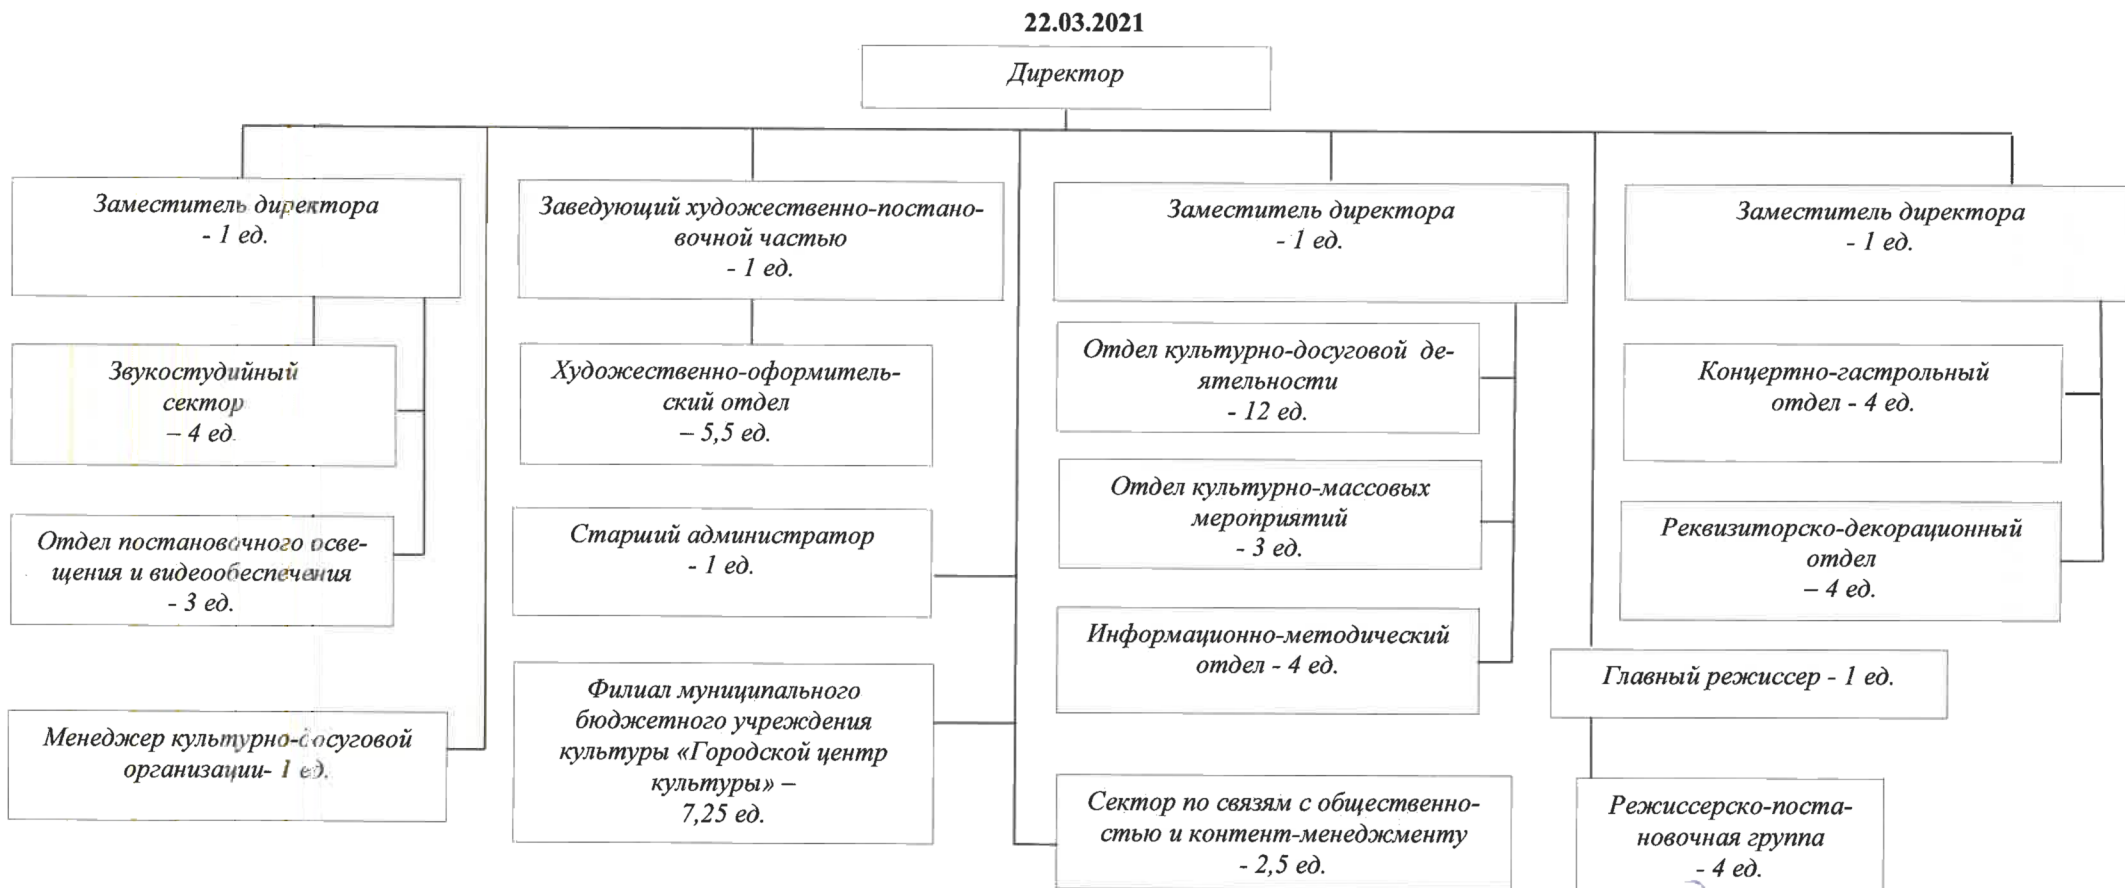 22.03.2021
Директор
Заместитель директора
- 1 ед.
Звукостудийный
сектор
– 4 ед.
Отдел постановочного осве-
щения и видеообеспечения
- 3 ед.
Менеджер культурно-досуговой
организации- 1 ед.
Заведующий художественно-постано-
вочной частью
- 1 ед.
Художественно-оформитель-
ский отдел
– 5,5 ед.
Старший администратор
- 1 ед.
Филиал муниципального
бюджетного учреждения
культуры «Городской центр
культуры» –
7,25 ед.
Заместитель директора
- 1 ед.
Отдел культурно-досуговой де-
ятельности
- 12 ед.
Отдел культурно-массовых
мероприятий
- 3 ед.
Информационно-методический
отдел - 4 ед.
Сектор по связям с общественно-
стью и контент-менеджменту
- 2,5 ед.
Заместитель директора
- 1 ед.
Концертно-гастрольный
отдел - 4 ед.
Реквизиторско-декорационный
отдел
– 4 ед.
Главный режиссер - 1 ед.
Режиссерско-поста-
новочная группа
- 4 ед.